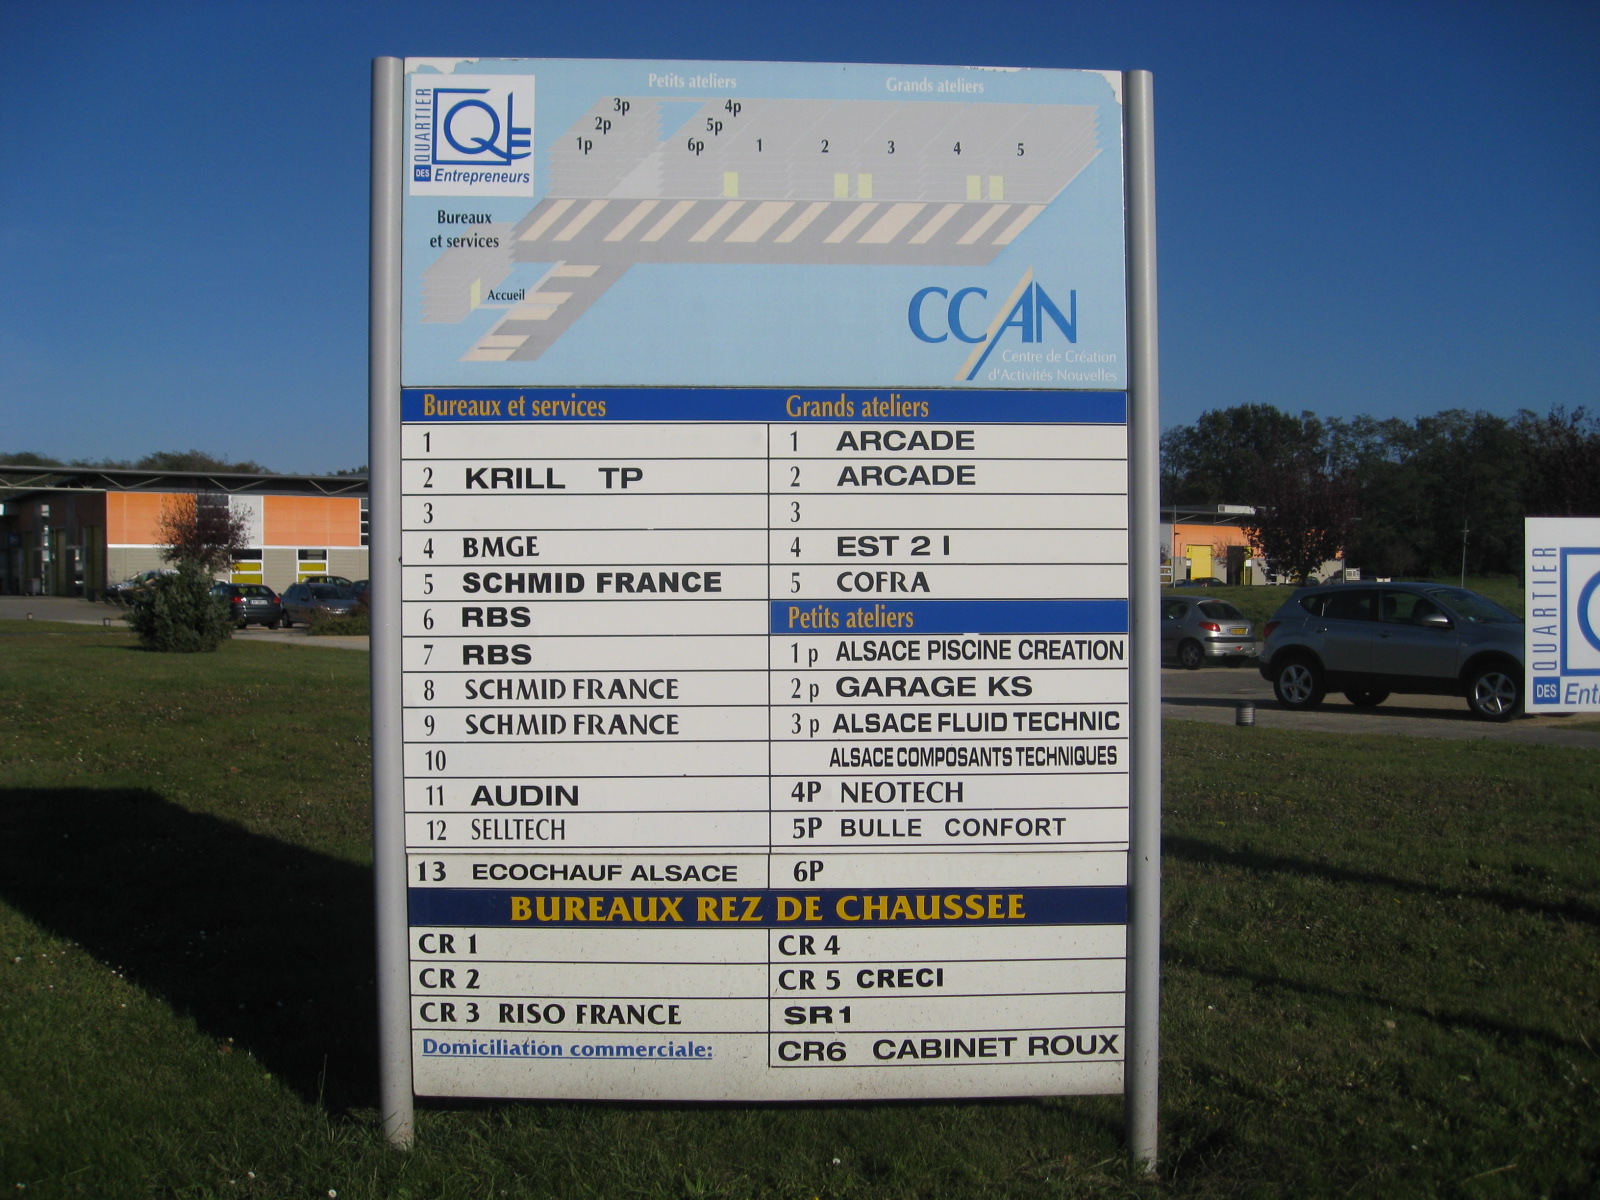 Petits ateliers
Grands ateliers
QUARTIER
DES
QE
Entrepreneurs
3p
4p
2p
5p
1p
6p 1 2 3 4 5
Bureaux
et services
Accueil
CCAN
Centre de Création
d'Activités Nouvelles
Bureaux et services
1
2 KRILL TP
3
4 BMGE
5 SCHMID FRANCE
6 RBS
7 RBS
8 SCHMID FRANCE
9 SCHMID FRANCE
10
11 AUDIN
12 SELLTECH
13 ECOCHAUF ALSACE
Grands ateliers
1 ARCADE
2 ARCADE
3
4 EST 2 I
5 COFRA
Petits ateliers
1 p ALSACE PISCINE CREATION
2 p GARAGE KS
3 p ALSACE FLUID TECHNIC
ALSACE COMPOSANTS TECHNIQUES
4P NEOTECH
5P BULLE CONFORT
6P
BUREAUX REZ DE CHAUSSEE
CR 1
CR 2
CR 3 RISO FRANCE
Domiciliation commerciale:
CR 4
CR 5 CRECI
SR1
CR6 CABINET ROUX
QUARTIER
DES